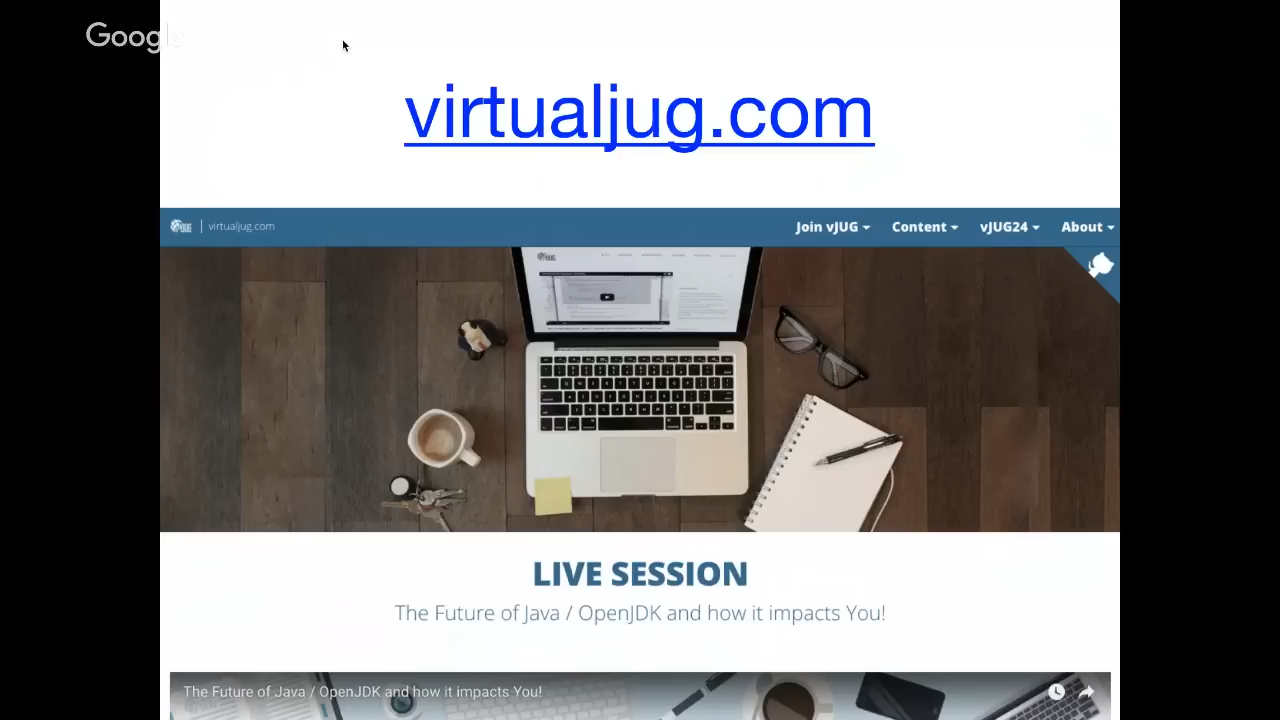 Google
virtualjug.com
virtualjug.com
Join vJUG Content vJUG24 About
LIVE SESSION
The Future of Java / OpenJDK and how it impacts You!
The Future of Java / OpenJDK and how it impacts You!